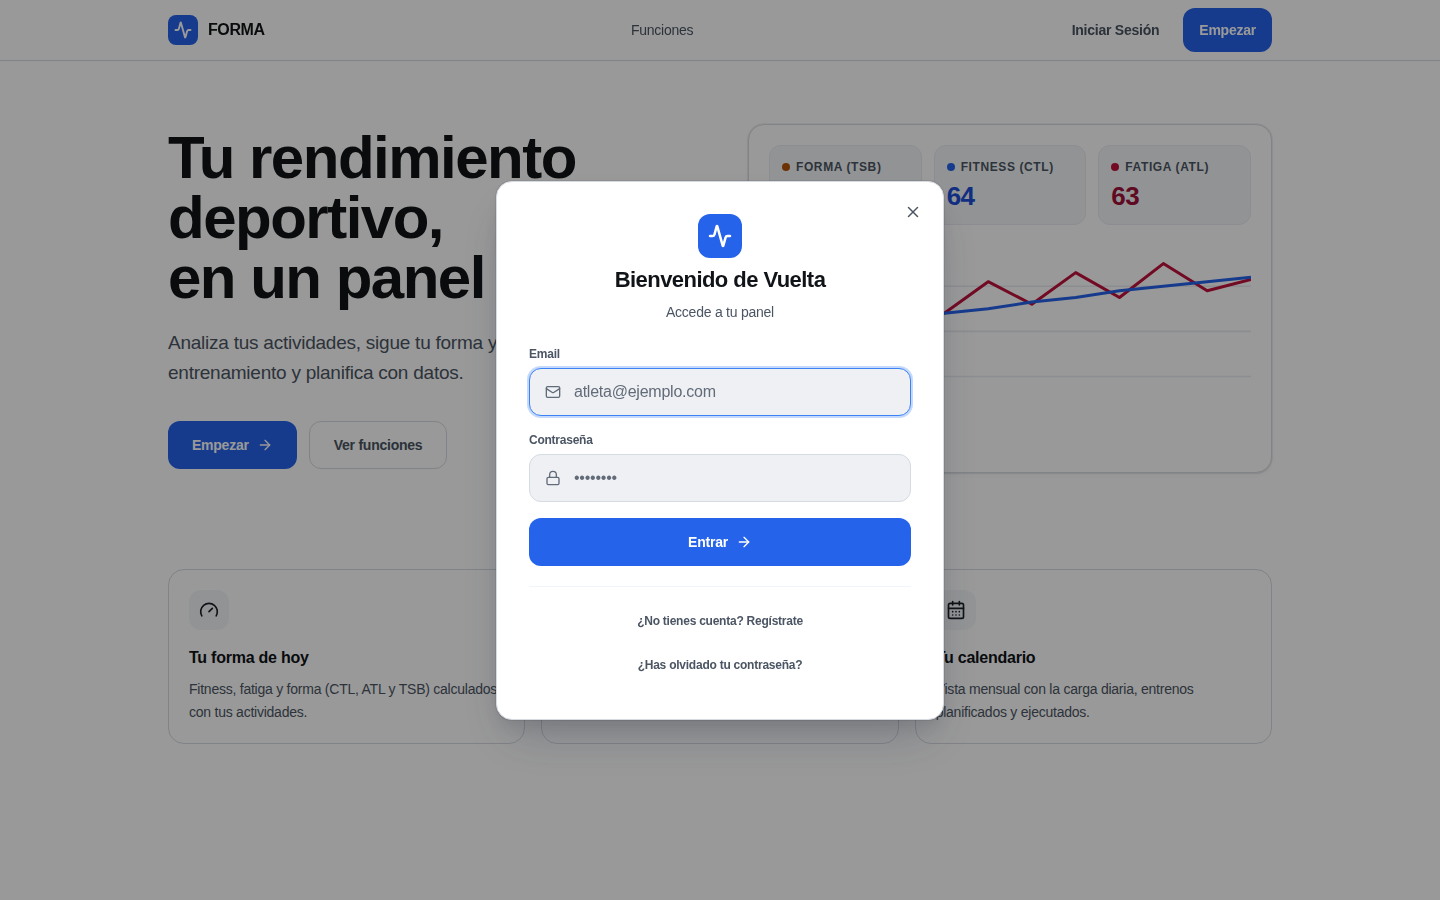 FORMA
Funciones
Iniciar Sesión
Empezar
Tu rendimiento
deportivo,
en un panel
Analiza tus actividades, sigue tu forma y
entrenamiento y planifica con datos.
Empezar
Ver funciones
FORMA (TSB)
FITNESS (CTL)
64
FATIGA (ATL)
63
Bienvenido de Vuelta
Accede a tu panel
Email
atleta@ejemplo.com
Contraseña
••••••••
Entrar
¿No tienes cuenta? Regístrate
¿Has olvidado tu contraseña?
Tu forma de hoy
Fitness, fatiga y forma (CTL, ATL y TSB) calculados
con tus actividades.
Tu calendario
Vista mensual con la carga diaria, entrenos
planificados y ejecutados.